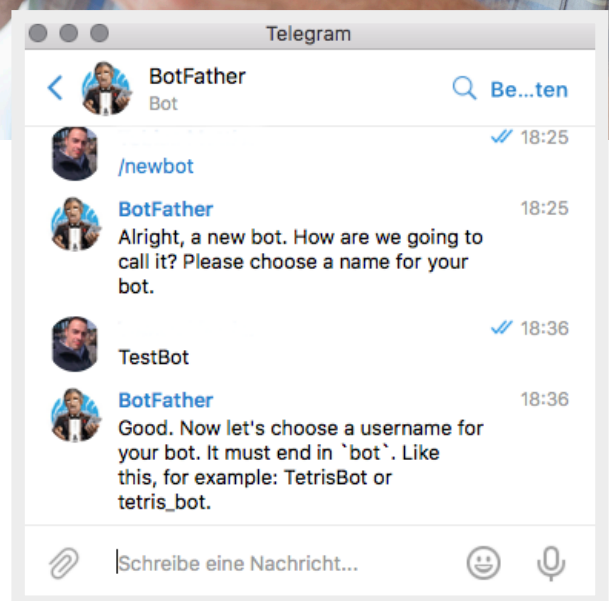 Telegram
BotFather
Bot
Be...ten
18:25
/newbot
BotFather
18:25
Alright, a new bot. How are we going to
call it? Please choose a name for your
bot.
18:36
TestBot
BotFather
18:36
Good. Now let's choose a username for
your bot. It must end in `bot`. Like
this, for example: TetrisBot or
tetris_bot.
Schreibe eine Nachricht...